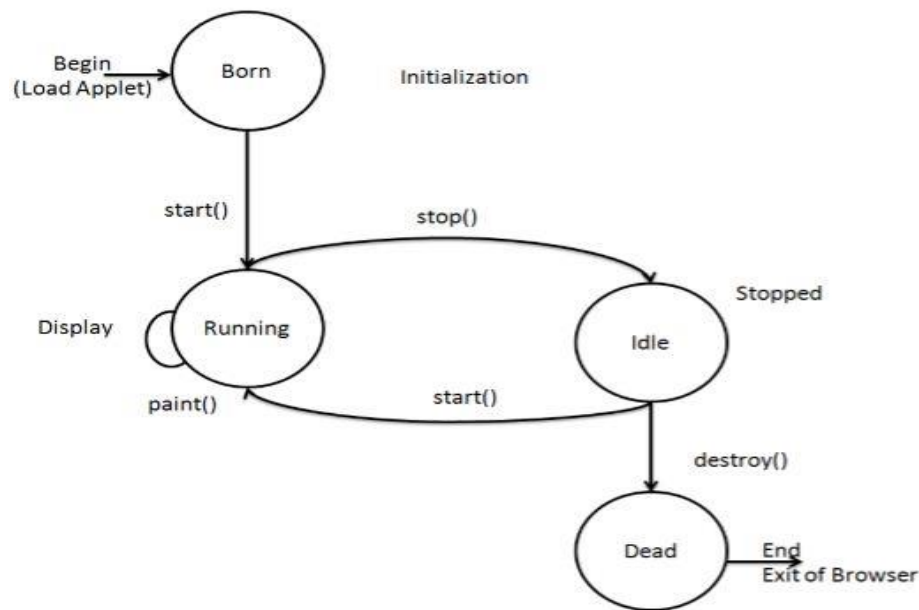 Begin
(Load Applet)
Born
Initialization
start()
stop()
Stopped
Display
Running
Idle
paint()
start()
destroy()
Dead
End
Exit of Browser